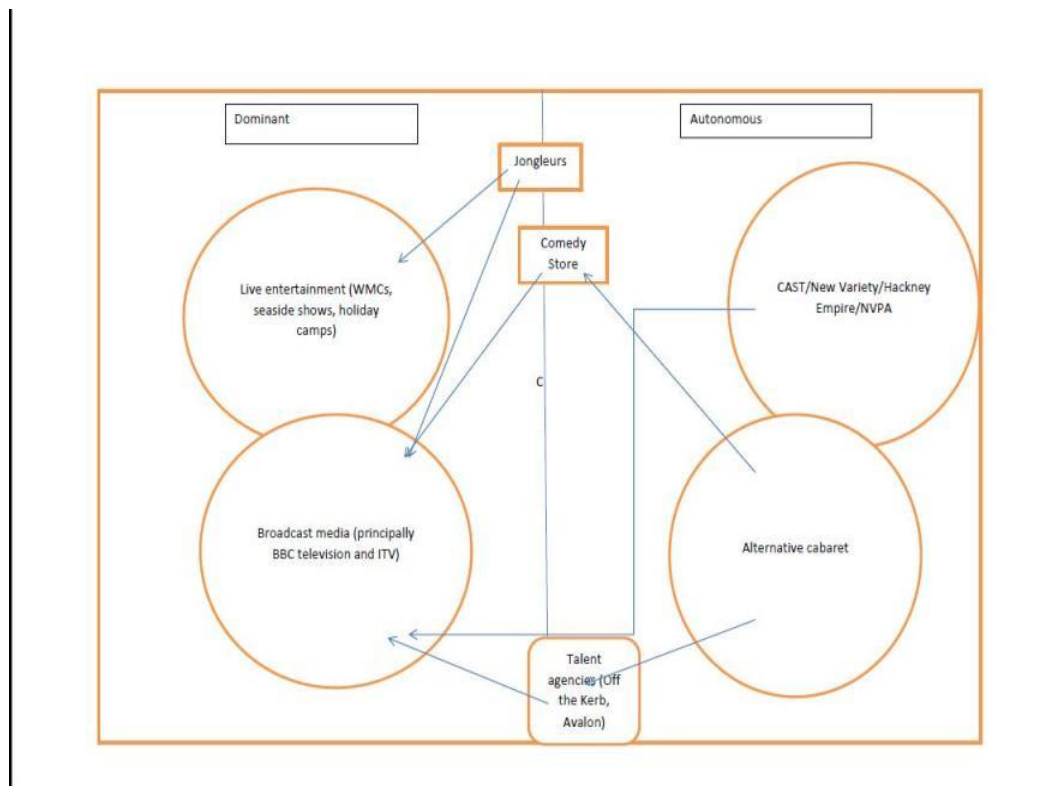 Dominant
Autonomous
Jongleurs
Comedy
Store
Live entertainment (WMCs,
seaside shows, holiday
camps)
CAST/New Variety/Hackney
Empire/NVPA
C
Broadcast media (principally
BBC television and ITV)
Alternative cabaret
Talent
agencies (Off
the Kerb,
Avalon)